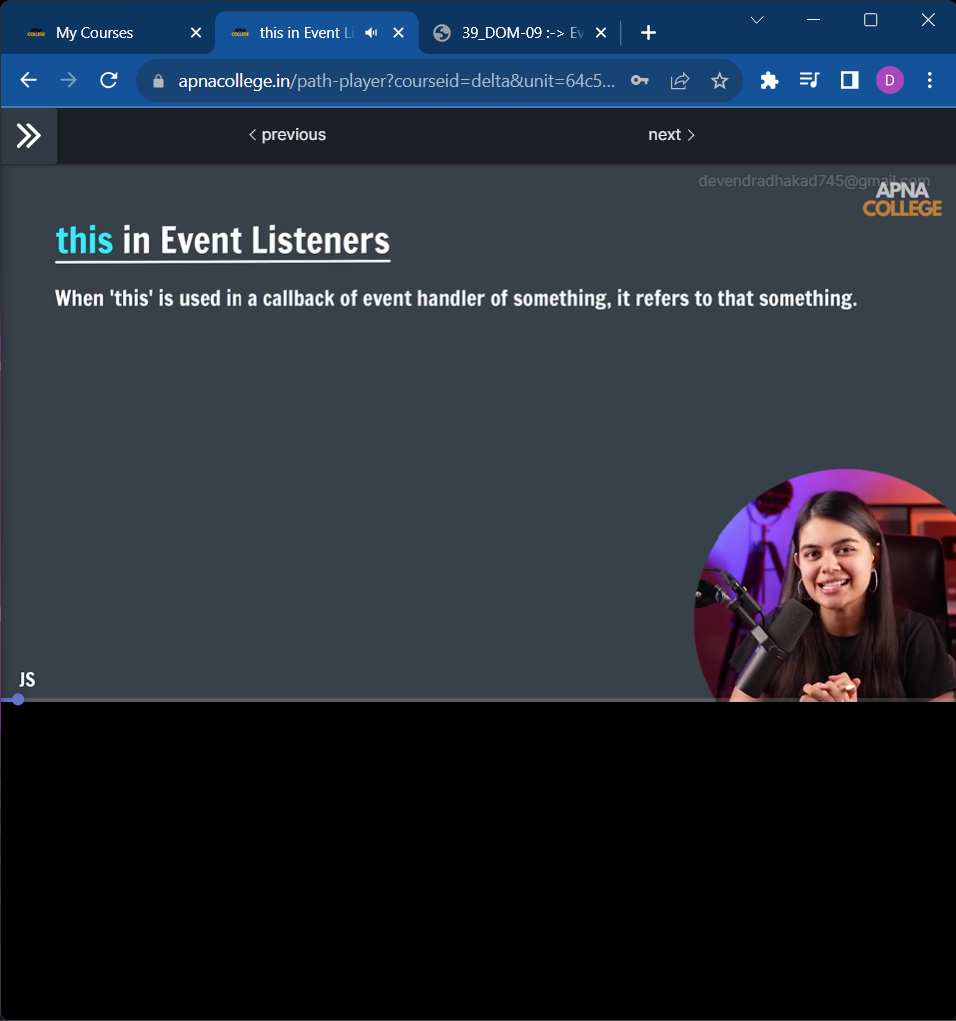 My Courses
this in Event Li
39_DOM-09 :-> Ev
apnacollege.in/path-player?courseid=delta&unit=64c5...
D
< previous
next >
devendradhakad745@gmail.com
APNA
COLLEGE
this in Event Listeners
When 'this' is used in a callback of event handler of something, it refers to that something.
JS